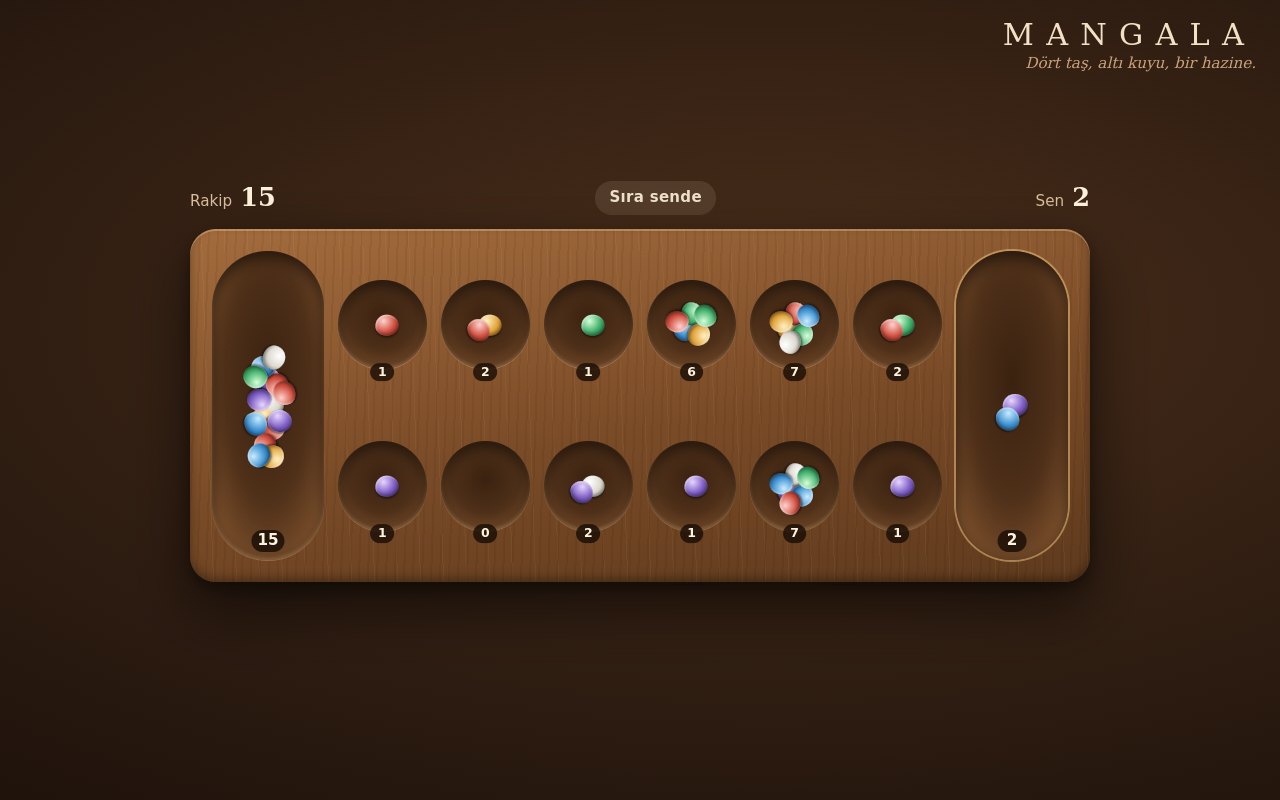 MANGALA
Dört taş, altı kuyu, bir hazine.
Rakip 15
Sıra sende
Sen 2
1 2 1 6 7 2
1 0 2 1 7 1
15
2